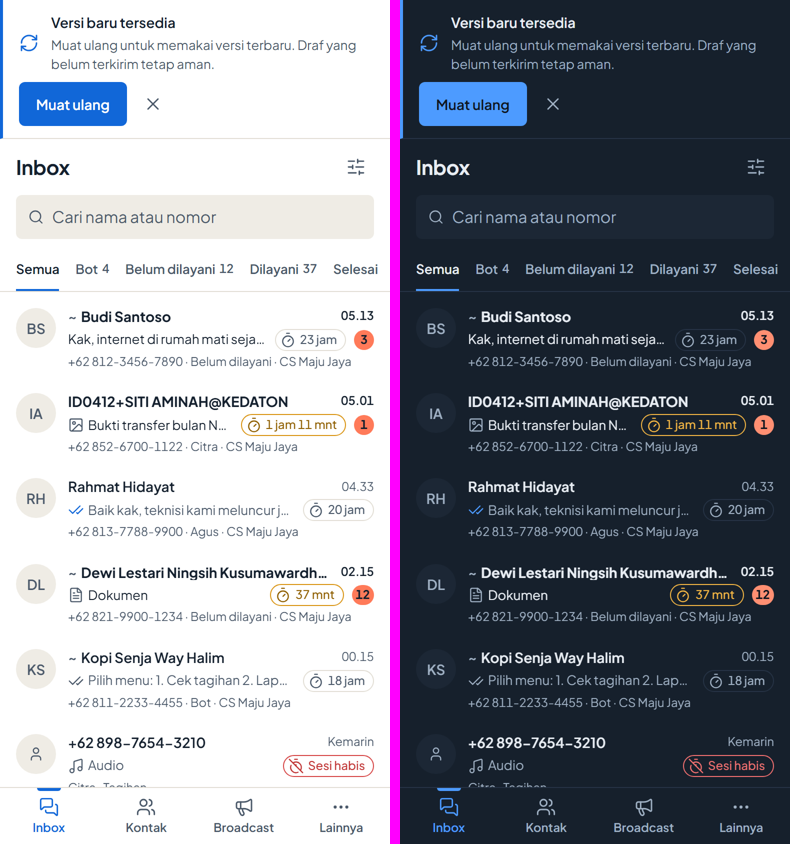 Versi baru tersedia
Muat ulang untuk memakai versi terbaru. Draf yang
belum terkirim tetap aman.
Muat ulang
Inbox
Cari nama atau nomor
Semua Bot 4 Belum dilayani 12 Dilayani 37 Selesai
BS
~ Budi Santoso 05.13
Kak, internet di rumah mati seja... 23 jam 3
+62 812-3456-7890 · Belum dilayani · CS Maju Jaya
IA
ID0412+SITI AMINAH@KEDATON 05.01
Bukti transfer bulan N... 1 jam 11 mnt 1
+62 852-6700-1122 · Citra · CS Maju Jaya
RH
Rahmat Hidayat 04.33
Baik kak, teknisi kami meluncur j... 20 jam
+62 813-7788-9900 · Agus · CS Maju Jaya
DL
~ Dewi Lestari Ningsih Kusumawardh... 02.15
Dokumen 37 mnt 12
+62 821-9900-1234 · Belum dilayani · CS Maju Jaya
KS
~ Kopi Senja Way Halim 00.15
Pilih menu: 1. Cek tagihan 2. Lap... 18 jam
+62 811-2233-4455 · Bot · CS Maju Jaya
+62 898-7654-3210 Kemarin
Audio Sesi habis
Citra · Tagihan
Inbox Kontak Broadcast Lainnya
Versi baru tersedia
Muat ulang untuk memakai versi terbaru. Draf yang
belum terkirim tetap aman.
Muat ulang
Inbox
Cari nama atau nomor
Semua Bot 4 Belum dilayani 12 Dilayani 37 Selesai
BS
~ Budi Santoso 05.13
Kak, internet di rumah mati seja... 23 jam 3
+62 812-3456-7890 · Belum dilayani · CS Maju Jaya
IA
ID0412+SITI AMINAH@KEDATON 05.01
Bukti transfer bulan N... 1 jam 11 mnt 1
+62 852-6700-1122 · Citra · CS Maju Jaya
RH
Rahmat Hidayat 04.33
Baik kak, teknisi kami meluncur j... 20 jam
+62 813-7788-9900 · Agus · CS Maju Jaya
DL
~ Dewi Lestari Ningsih Kusumawardh... 02.15
Dokumen 37 mnt 12
+62 821-9900-1234 · Belum dilayani · CS Maju Jaya
KS
~ Kopi Senja Way Halim 00.15
Pilih menu: 1. Cek tagihan 2. Lap... 18 jam
+62 811-2233-4455 · Bot · CS Maju Jaya
+62 898-7654-3210 Kemarin
Audio Sesi habis
Citra · Tagihan
Inbox Kontak Broadcast Lainnya